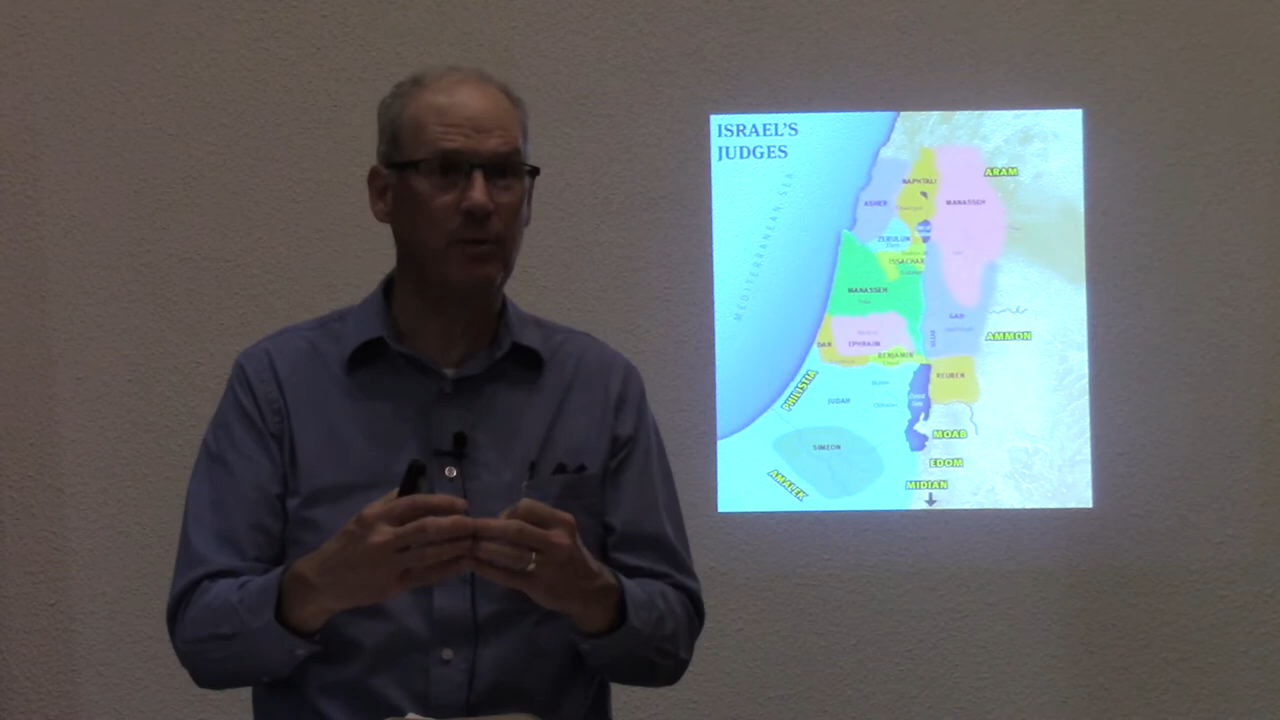 ISRAEL'S
JUDGES
MEDITERRANEAN SEA
ARAM
NAPHTALI
ASHER
MANASSEH
ZEBULUN
ISSACHAR
MANASSEH
GAD
AMMON
DAN
EPHRAIM
BENJAMIN
REUBEN
PHILISTIA
JUDAH
SIMEON
MOAB
EDOM
AMALEK
MIDIAN